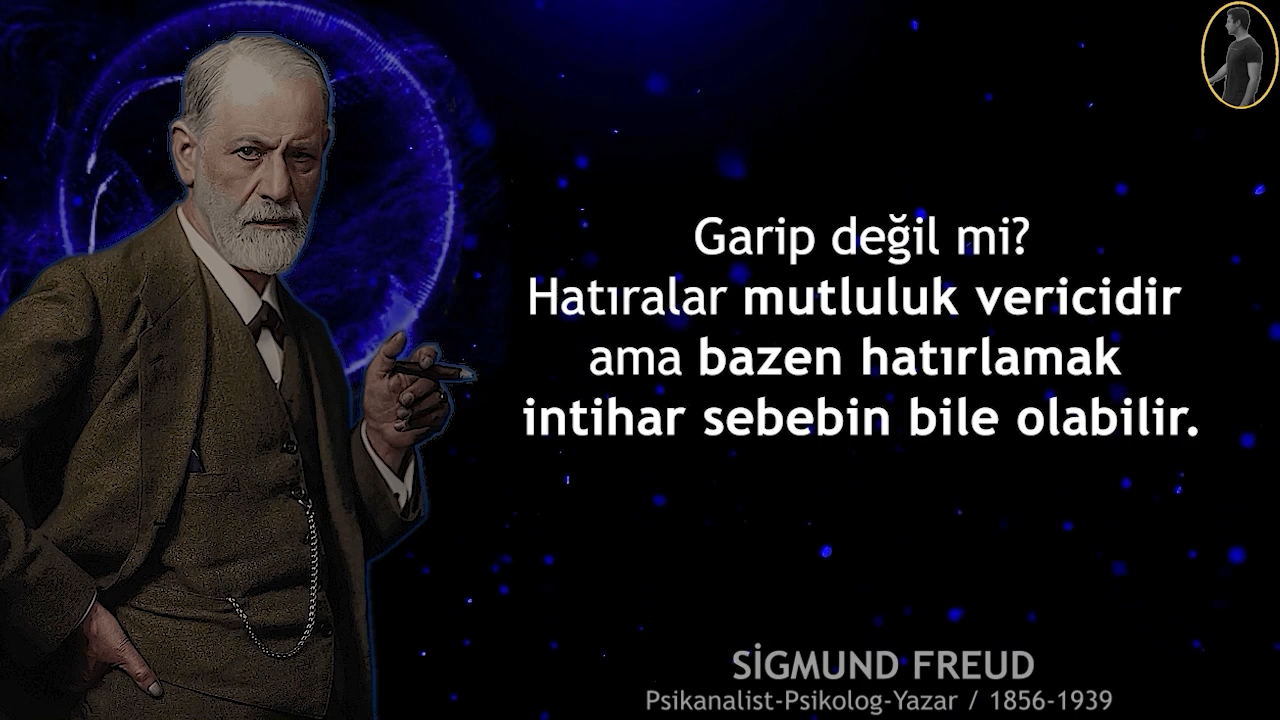 Garip değil mi?
Hatıralar mutluluk vericidir
ama bazen hatırlamak
intihar sebebin bile olabilir.
SİGMUND FREUD
Psikanalist-Psikolog-Yazar / 1856-1939